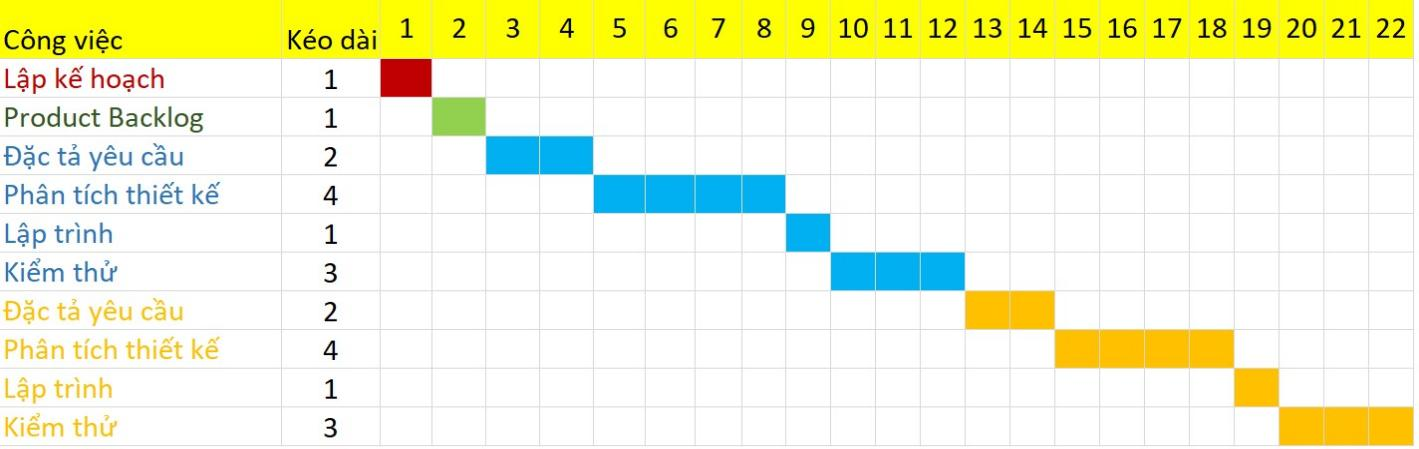 Công việc Kéo dài 1 2 3 4 5 6 7 8 9 10 11 12 13 14 15 16 17 18 19 20 21 22
Lập kế hoạch 1
Product Backlog 1
Đặc tả yêu cầu 2
Phân tích thiết kế 4
Lập trình 1
Kiểm thử 3
Đặc tả yêu cầu 2
Phân tích thiết kế 4
Lập trình 1
Kiểm thử 3